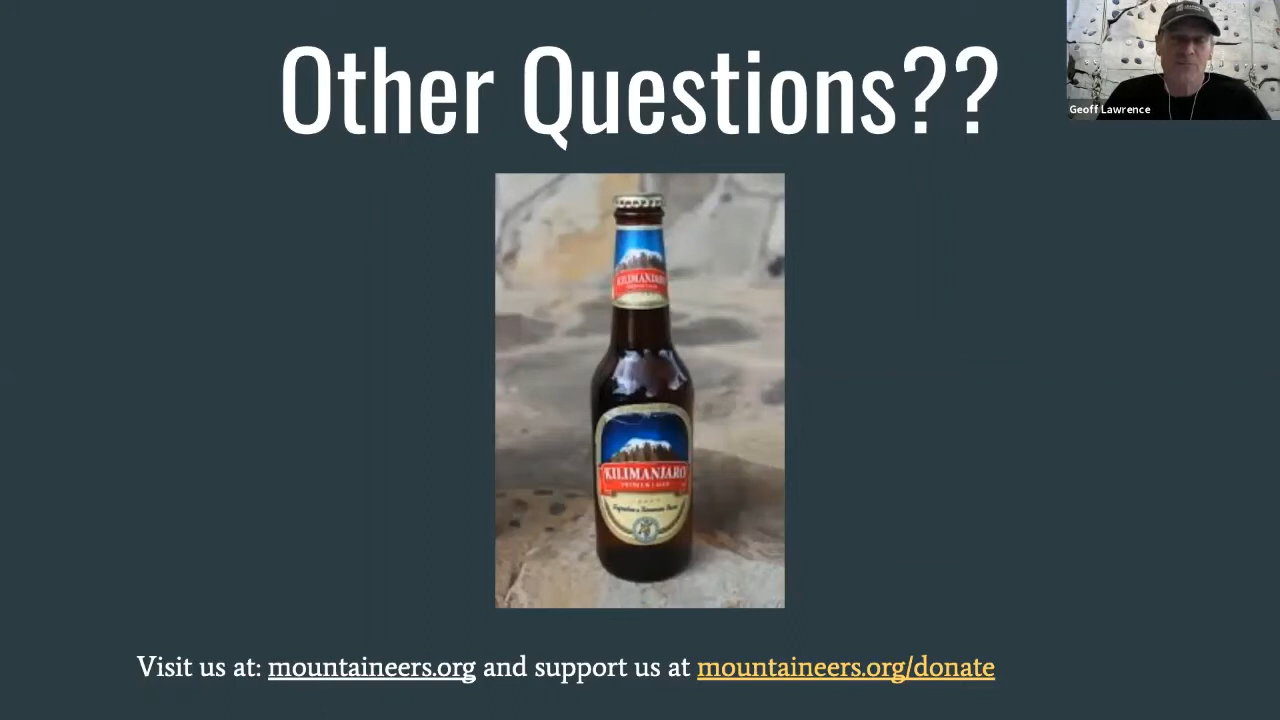 Other Questions??
Geoff Lawrence
KILIMANJARO
KILIMANJARO
PREMIUM LAGER
Visit us at: mountaineers.org and support us at mountaineers.org/donate